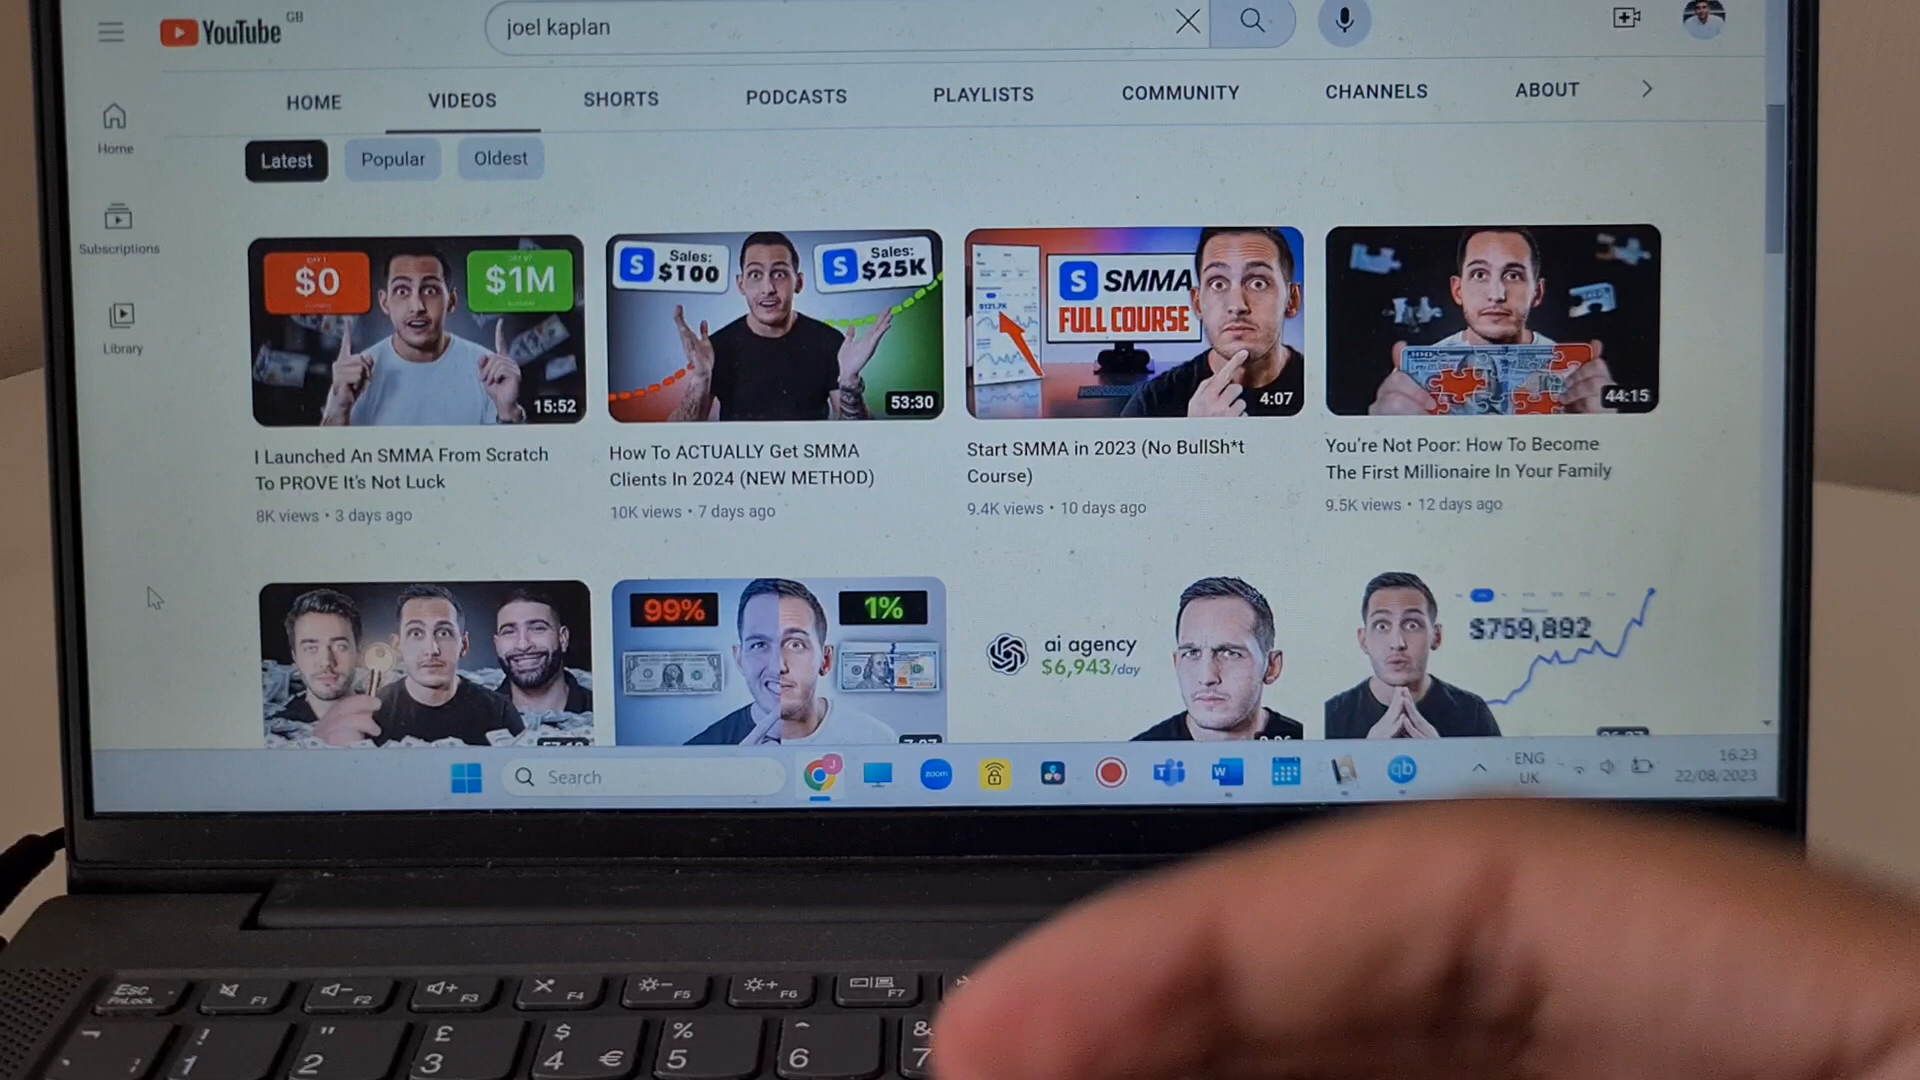 YouTube GB
joel kaplan
HOME VIDEOS SHORTS PODCASTS PLAYLISTS COMMUNITY CHANNELS ABOUT
Home
Subscriptions
Library
Latest Popular Oldest
$0 $1M
15:52
I Launched An SMMA From Scratch
To PROVE It's Not Luck
8K views • 3 days ago
S Sales:
$100
S Sales:
$25K
53:30
How To ACTUALLY Get SMMA
Clients In 2024 (NEW METHOD)
10K views • 7 days ago
S SMMA
FULL COURSE
4:07
Start SMMA in 2023 (No BullSh*t
Course)
9.4K views • 10 days ago
44:15
You're Not Poor: How To Become
The First Millionaire In Your Family
9.5K views • 12 days ago
99% 1%
ai agency
$6,943/day
$759,892
Search
J
zoom
W
qb
ENG
UK
16:23
22/08/2023
Esc
FnLock
F1
F2
F3
F4
F5
F6
F7
! " £ $ % ^ &
1 2 3 4 € 5 6 7